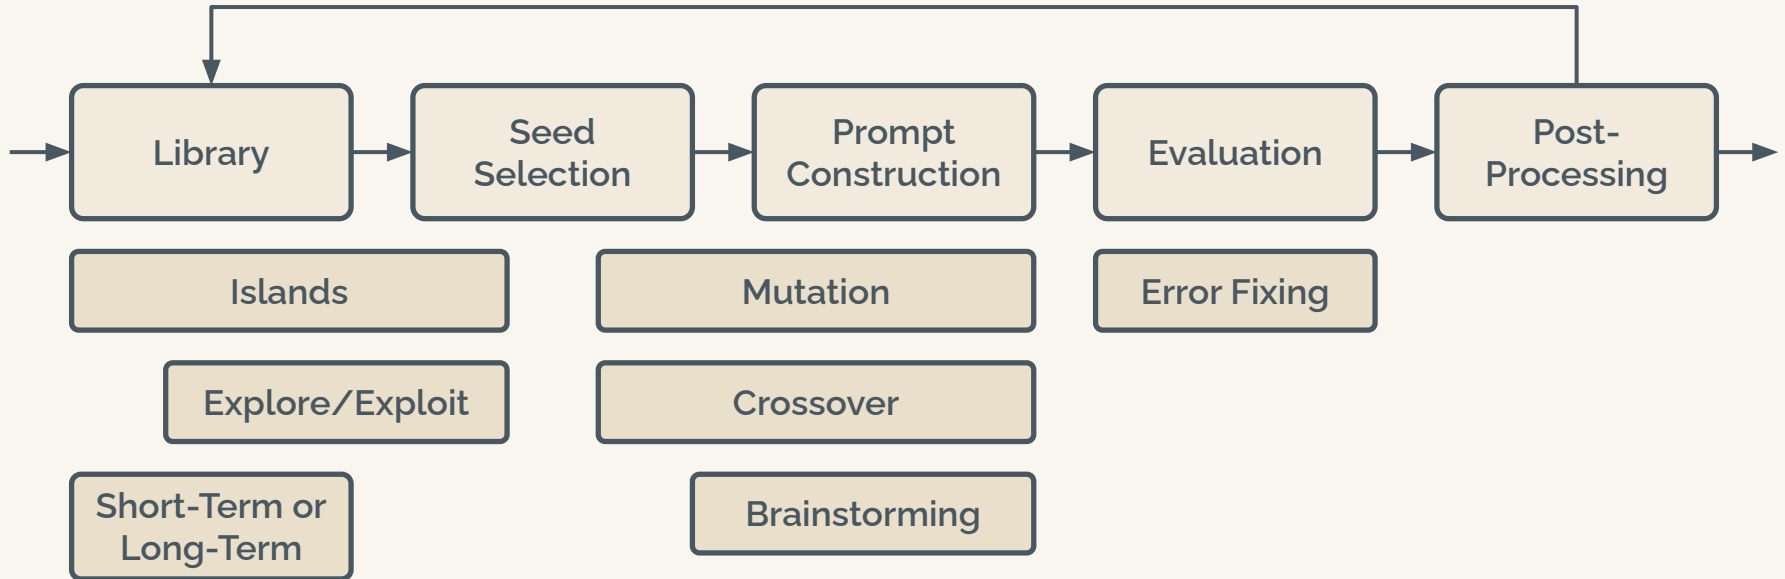 Library
Seed
Selection
Prompt
Construction
Evaluation
Post-
Processing
Islands
Mutation
Error Fixing
Explore/Exploit
Crossover
Short-Term or
Long-Term
Brainstorming